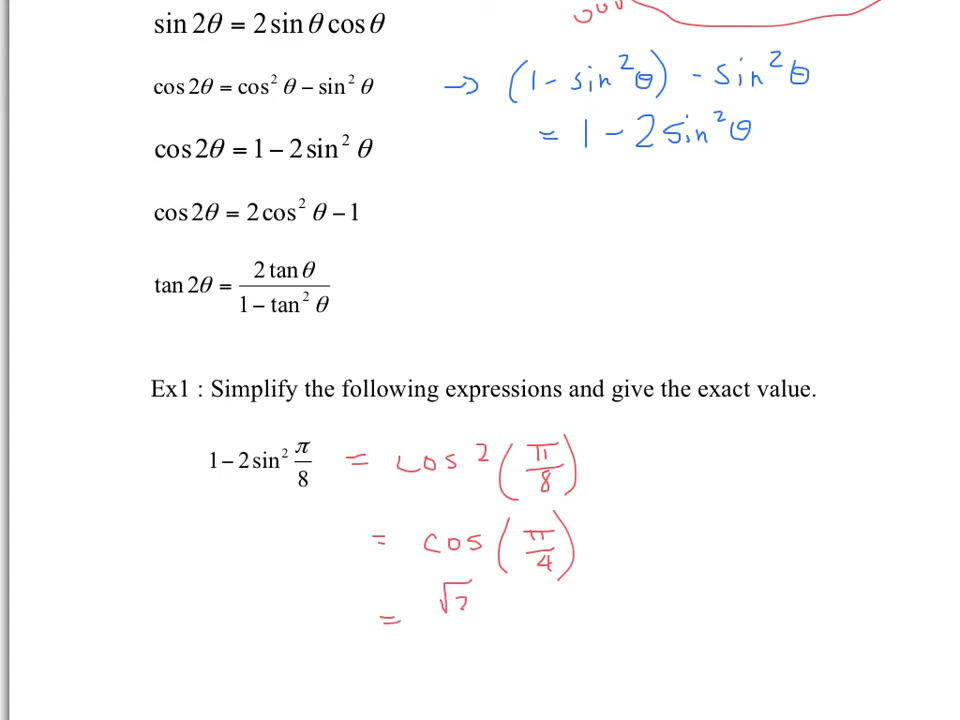 sin 2θ = 2 sin θ cos θ
cos 2θ = cos² θ − sin² θ → (1 − sin²θ) − sin²θ
= 1 − 2 sin²θ
cos 2θ = 1 − 2 sin² θ
cos 2θ = 2 cos² θ − 1
tan 2θ = 2 tan θ / 1 − tan² θ
Ex1 : Simplify the following expressions and give the exact value.
1 − 2 sin² π/8 = cos 2 (π/8)
= cos (π/4)
= √2